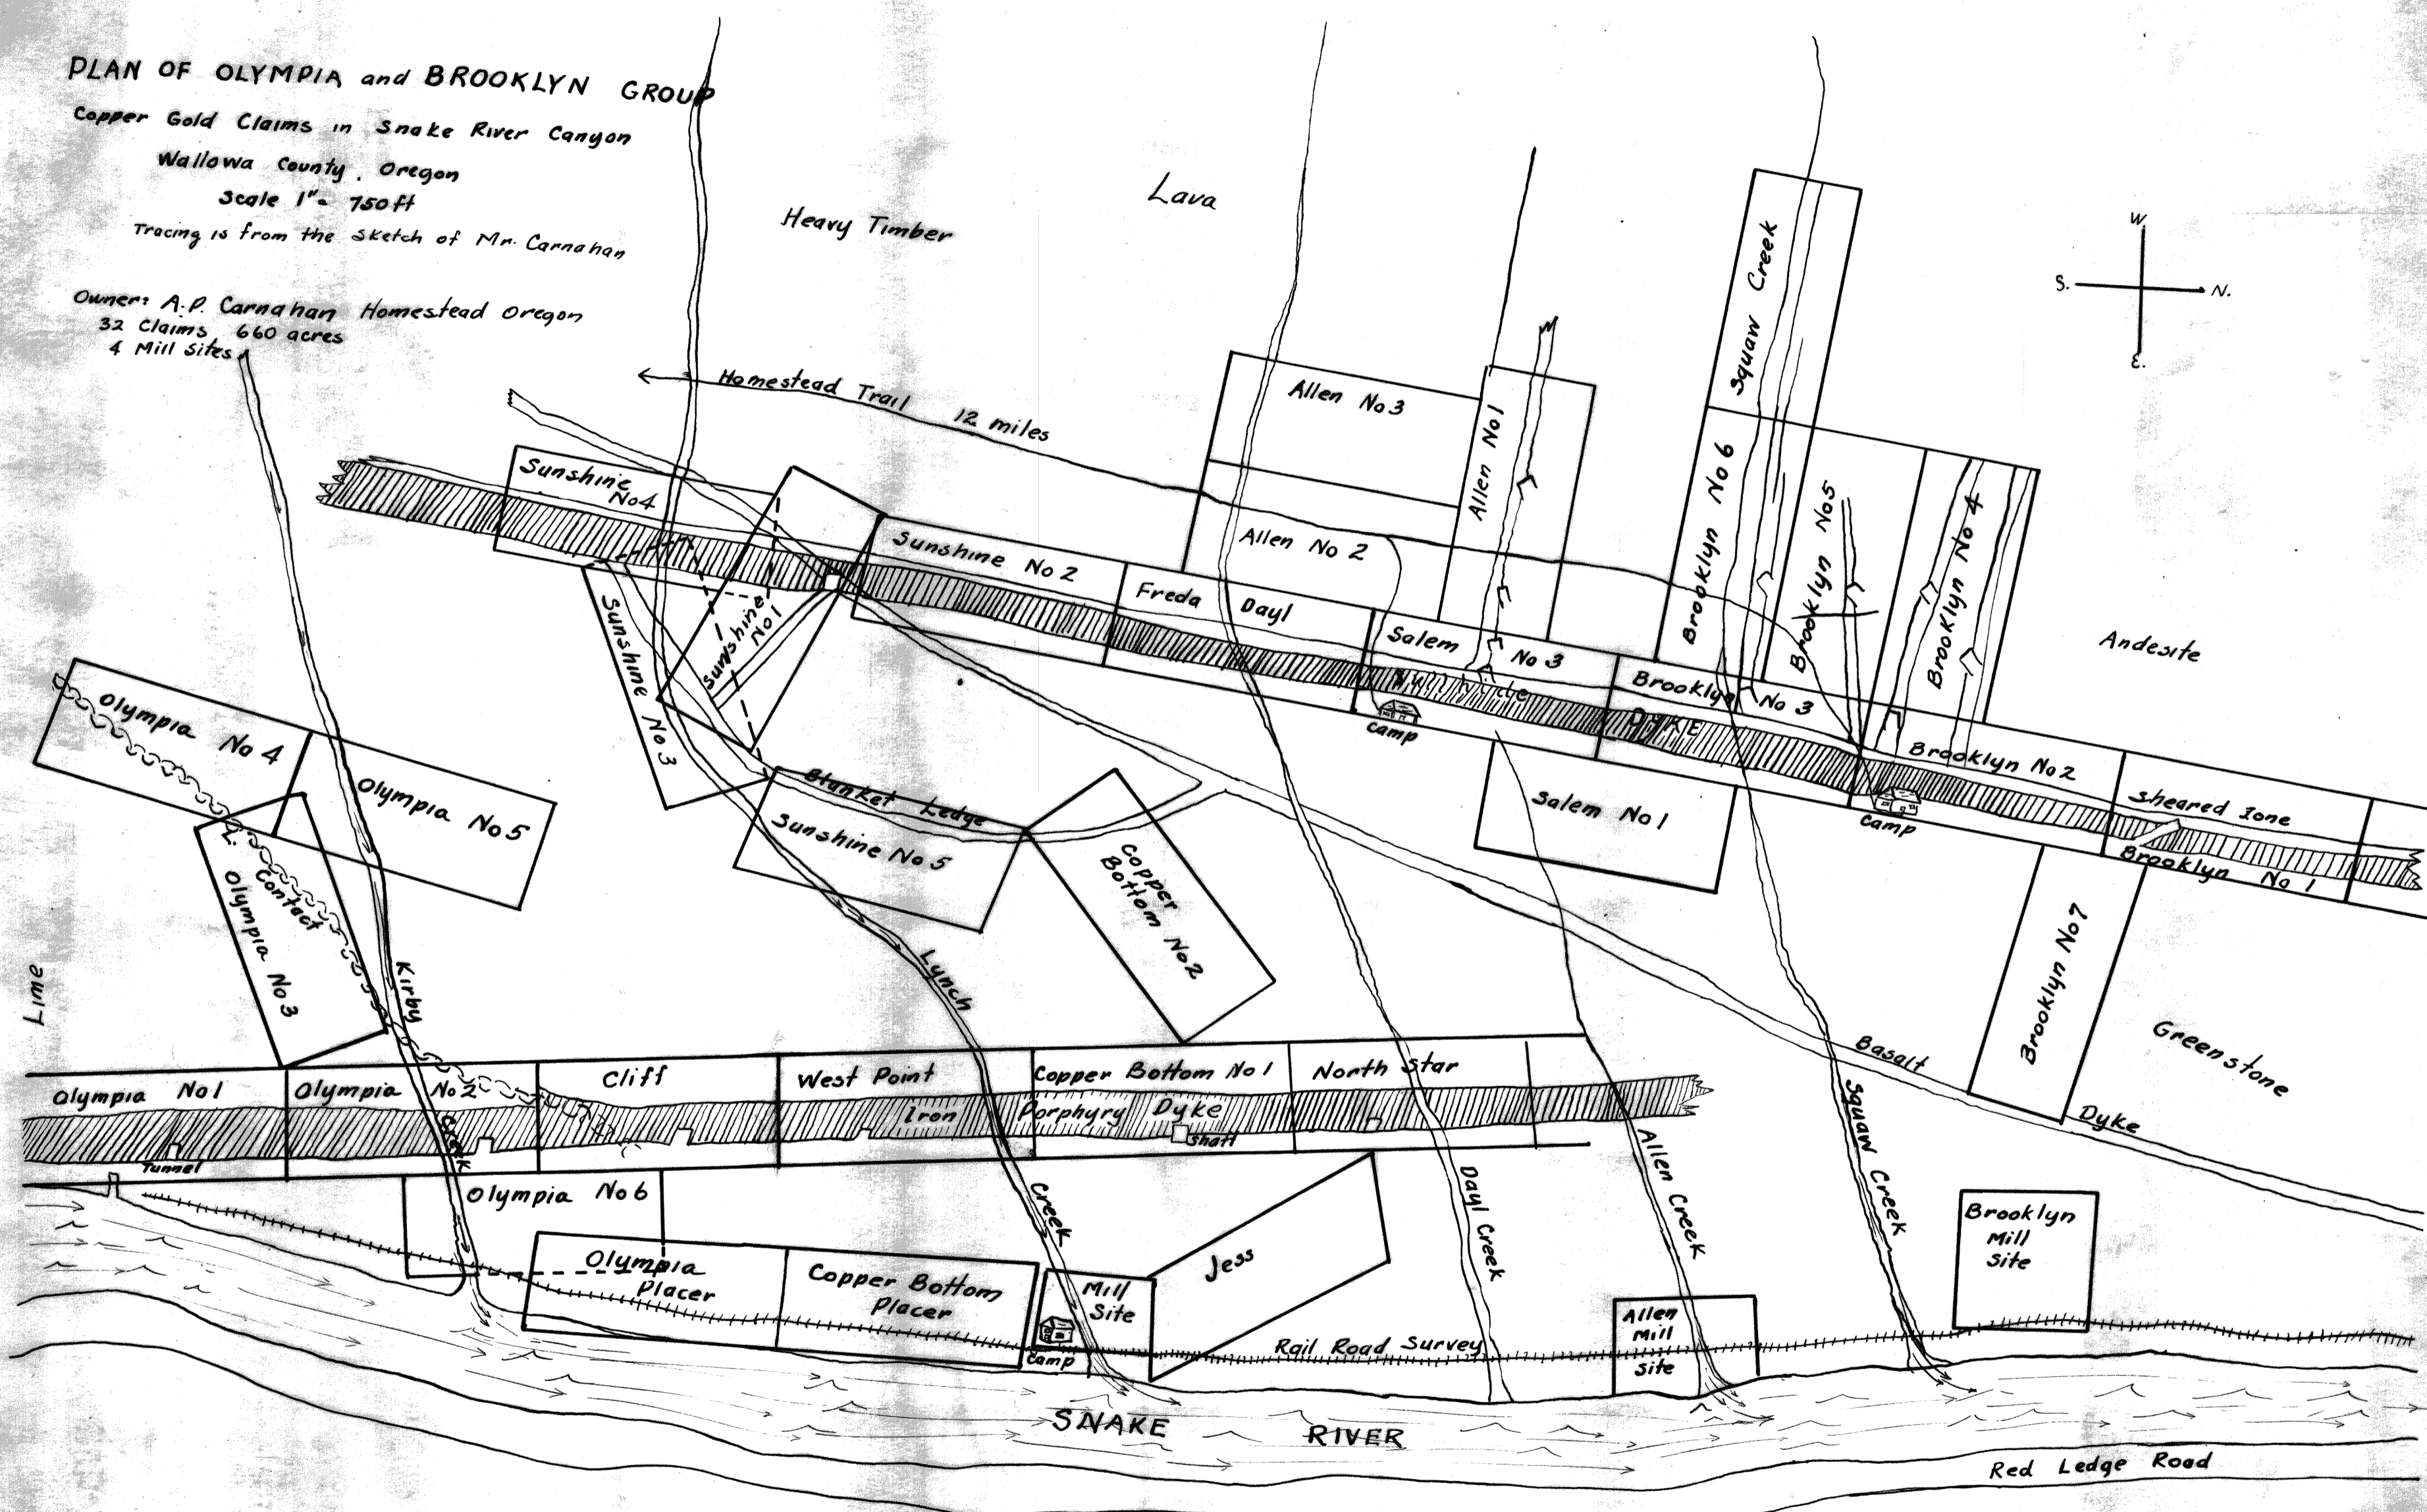 PLAN OF OLYMPIA and BROOKLYN GROUP
Copper Gold Claims in Snake River Canyon
Wallowa County, Oregon
Scale 1"= 750 ft
Tracing is from the Sketch of Mr. Carnahan
Owner: A.P. Carnahan Homestead Oregon
32 Claims 660 acres
4 Mill Sites
Heavy Timber
Lava
W.
S.
N.
E.
Homestead Trail 12 miles
Allen No 3
Allen No 1
Allen No 2
Squaw Creek
Brooklyn No 6
Brooklyn No 5
Brooklyn No 4
Andesite
Sunshine
No 4
Sunshine No 2
Freda Dayl
Salem No 3
Brooklyn No 3
Brooklyn No 2
Sheared Zone
Brooklyn No 1
DYKE
Sunshine
No 1
Sunshine No 3
Camp
Camp
Salem No 1
Blanket Ledge
Sunshine No 5
Copper
Bottom No 2
Olympia No 4
Olympia No 5
Contact
Olympia No 3
Lime
Kirby
Creek
Lynch
Creek
Brooklyn No 7
Greenstone
Basalt
Dyke
Olympia No 1
Olympia No 2
Cliff
West Point
Copper Bottom No 1
North Star
Iron Porphyry Dyke
Shaft
Tunnel
Olympia No 6
Olympia
Placer
Copper Bottom
Placer
Mill
Site
Camp
Jess
Dayl Creek
Allen Creek
Squaw Creek
Allen
Mill
Site
Brooklyn
Mill
Site
Rail Road Survey
SNAKE RIVER
Red Ledge Road